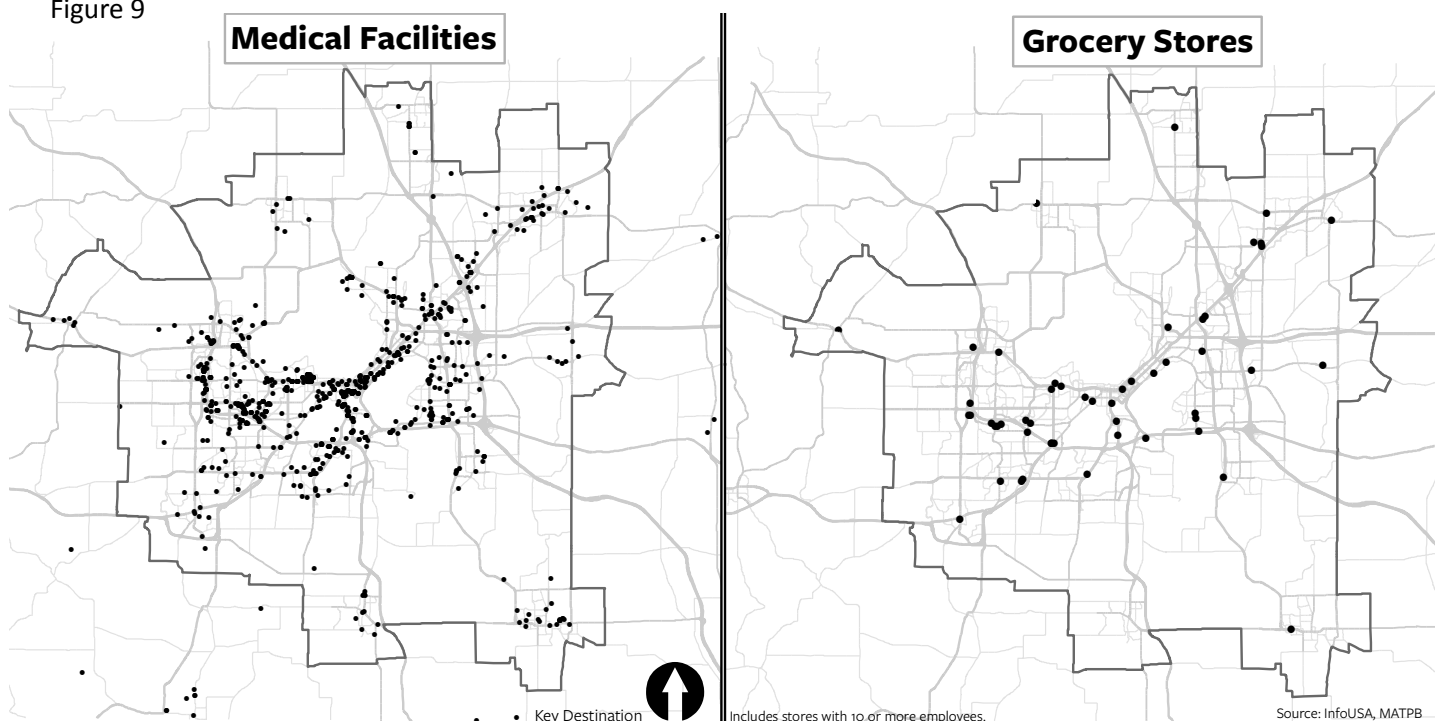 Figure 9
Medical Facilities
Grocery Stores
Key Destination
Includes stores with 10 or more employees.
Source: InfoUSA, MATPB